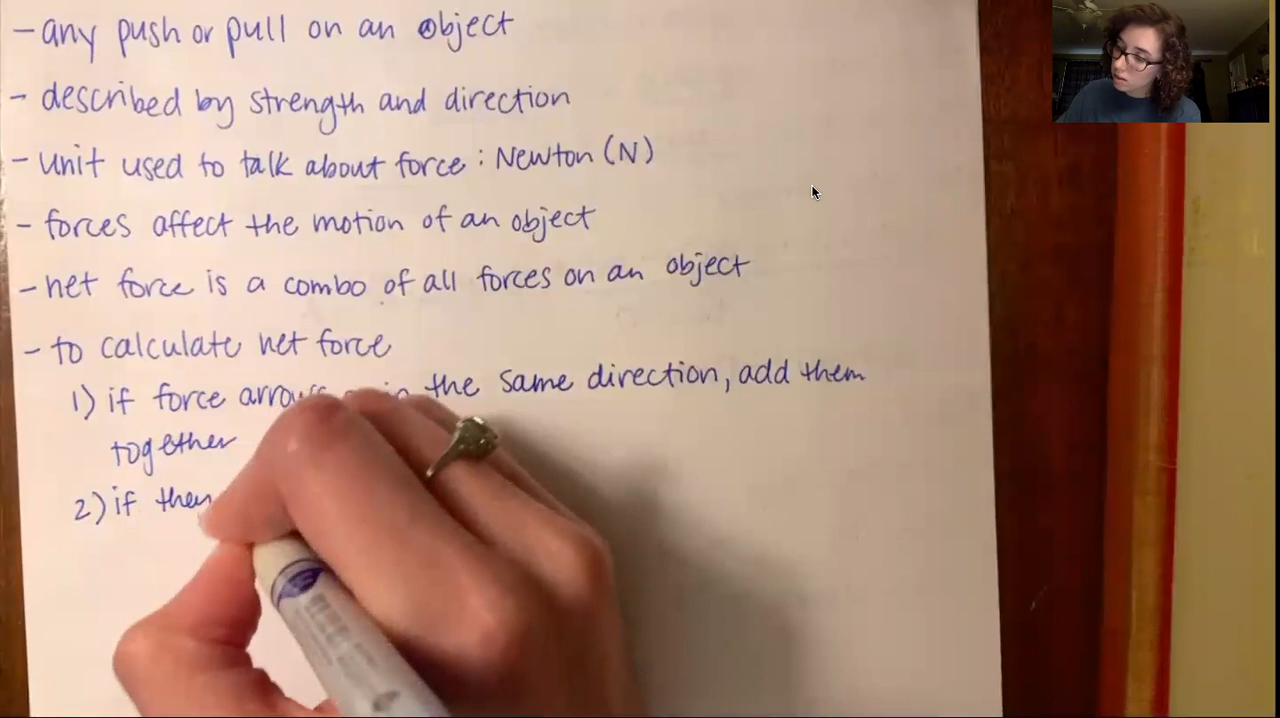 - any push or pull on an object
- described by strength and direction
- unit used to talk about force: Newton (N)
- forces affect the motion of an object
- net force is a combo of all forces on an object
- to calculate net force
1) if force in the same direction, add them
together
2) if